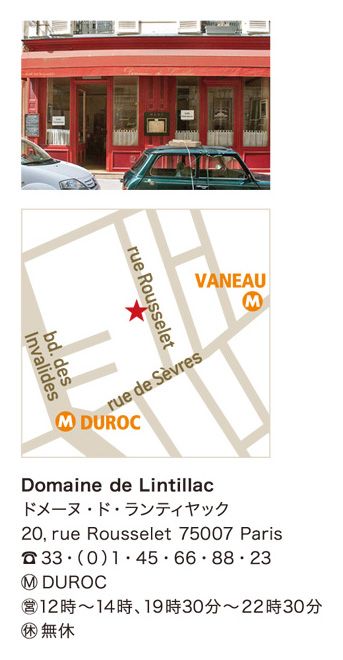 rue Rousselet
VANEAU
M
bd. des
Invalides
rue de Sèvres
M DUROC
Domaine de Lintillac
ドメーヌ・ド・ランティヤック
20, rue Rousselet 75007 Paris
☎ 33・( 0 ) 1・45・66・88・23
Ⓜ DUROC
㊡営12時〜14時、19時30分〜22時30分
㊡ 無休